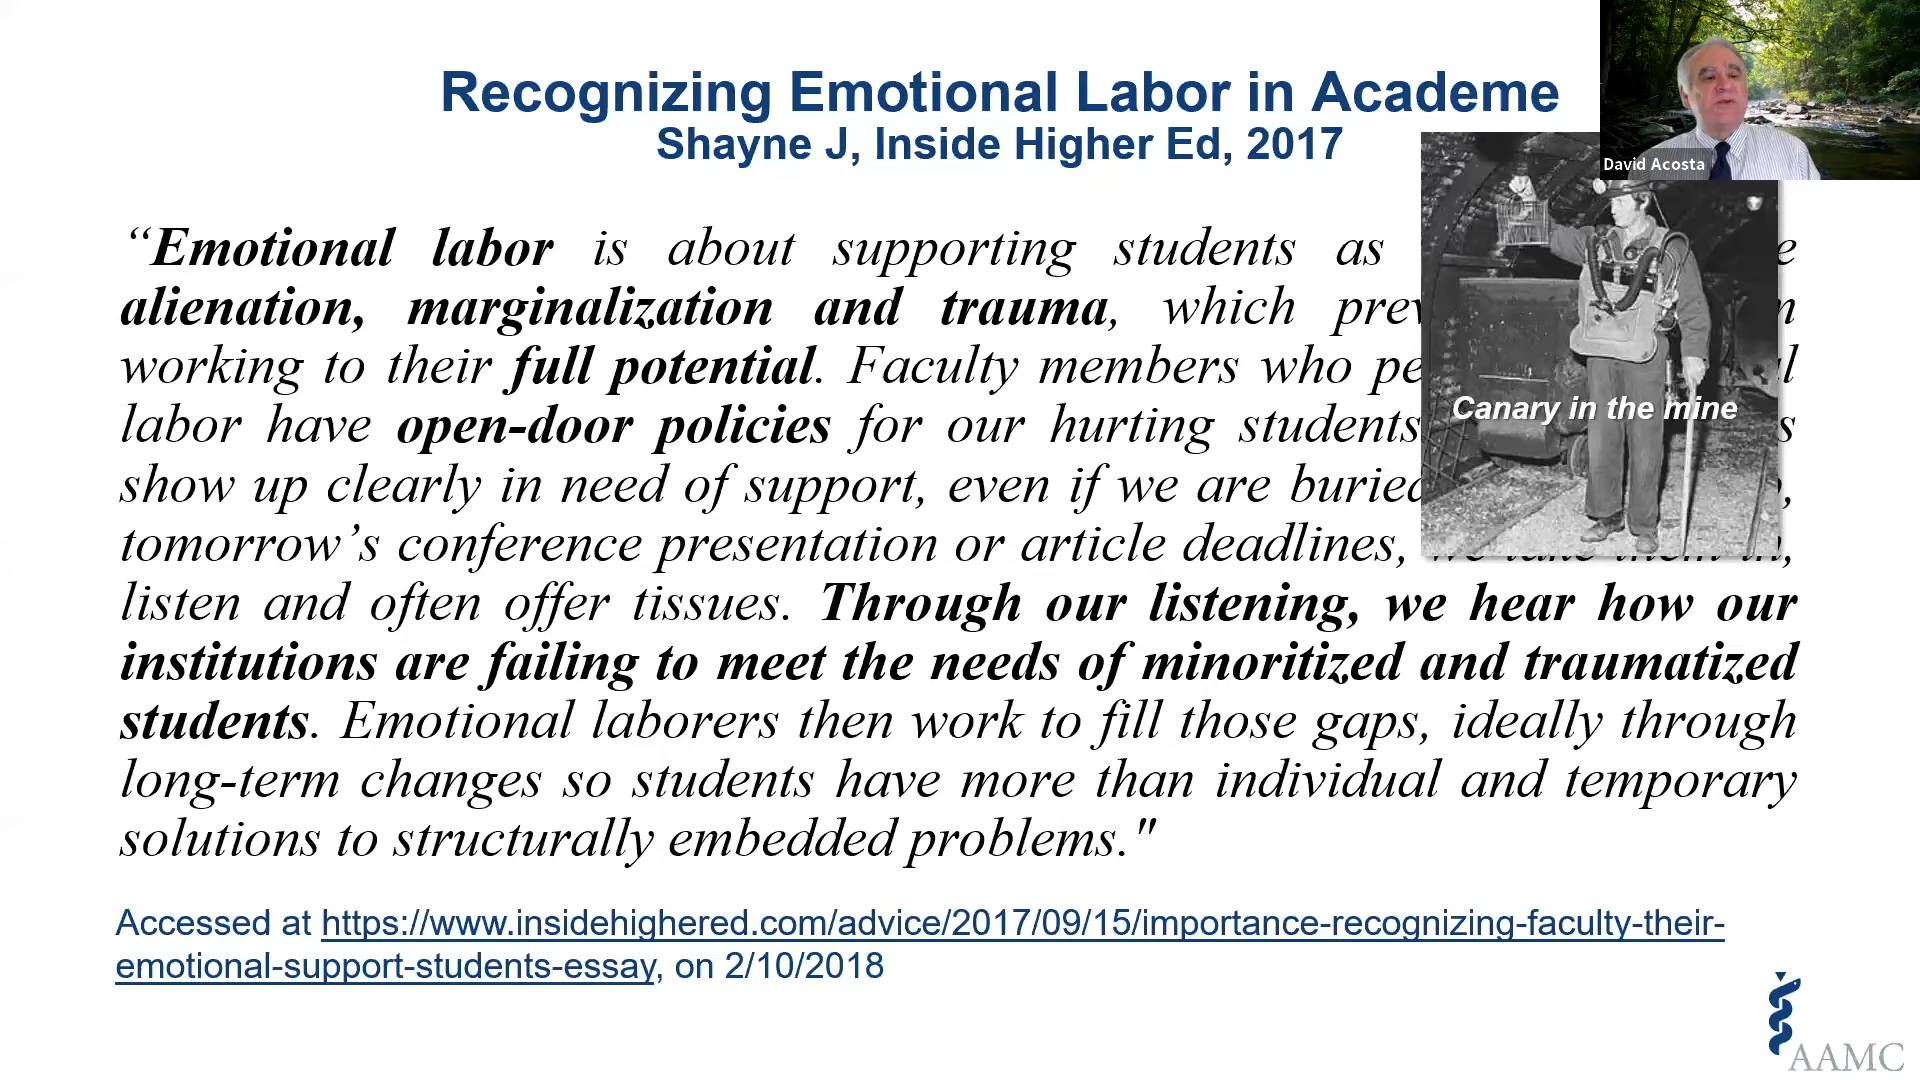 Recognizing Emotional Labor in Academe
Shayne J, Inside Higher Ed, 2017
David Acosta
“Emotional labor is about supporting students as
alienation, marginalization and trauma, which
working to their full potential. Faculty members who
labor have open-door policies for our hurting students
Canary in the mine
show up clearly in need of support, even if we are buried
tomorrow’s conference presentation or article deadlines,
listen and often offer tissues. Through our listening, we hear how our
institutions are failing to meet the needs of minoritized and traumatized
students. Emotional laborers then work to fill those gaps, ideally through
long-term changes so students have more than individual and temporary
solutions to structurally embedded problems."
Accessed at https://www.insidehighered.com/advice/2017/09/15/importance-recognizing-faculty-their-
emotional-support-students-essay, on 2/10/2018
AAMC